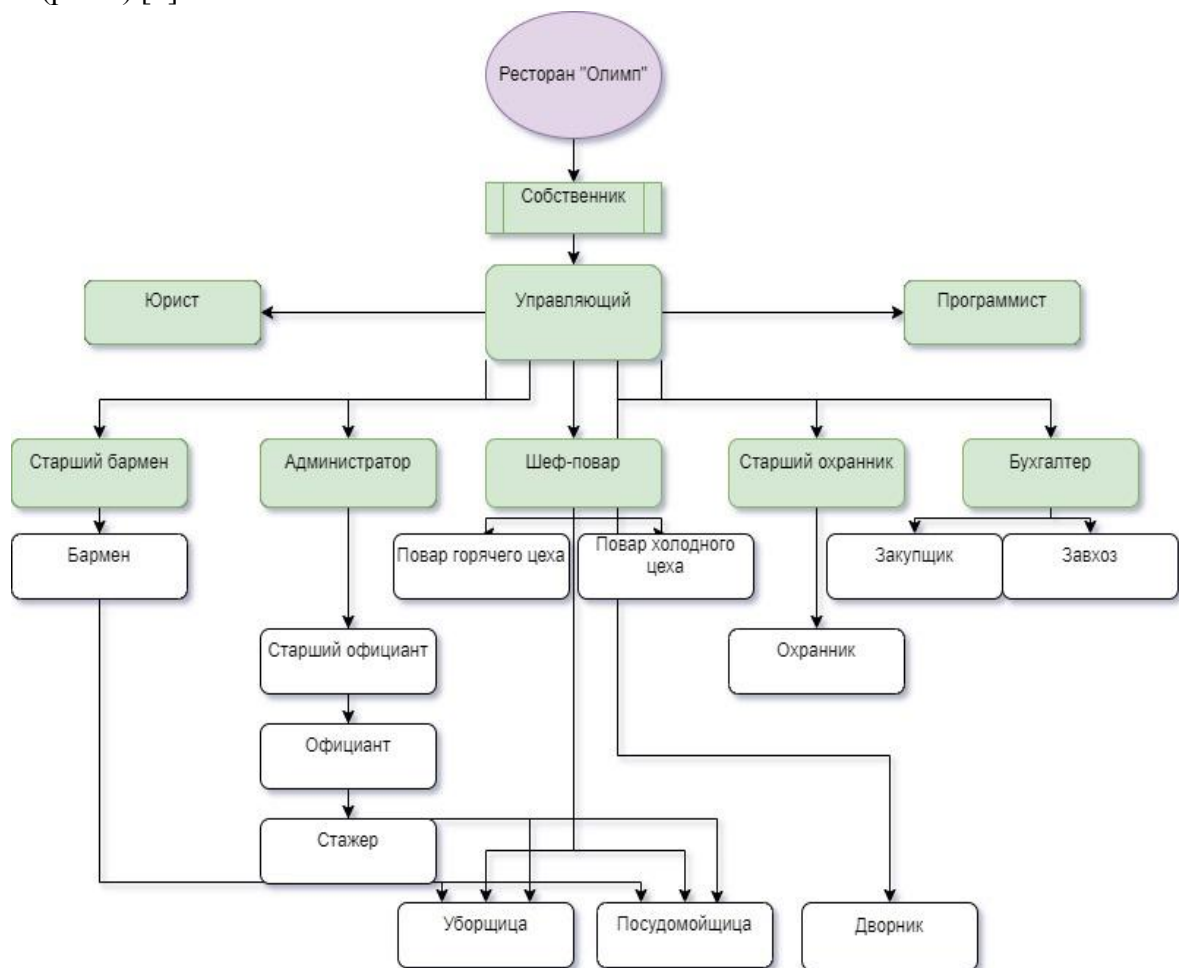 Ресторан "Олимп"
Собственник
Юрист
Управляющий
Программист
Старший бармен
Администратор
Шеф-повар
Старший охранник
Бухгалтер
Бармен
Повар горячего цеха
Повар холодного
цеха
Закупщик
Завхоз
Старший официант
Охранник
Официант
Стажер
Уборщица
Посудомойщица
Дворник